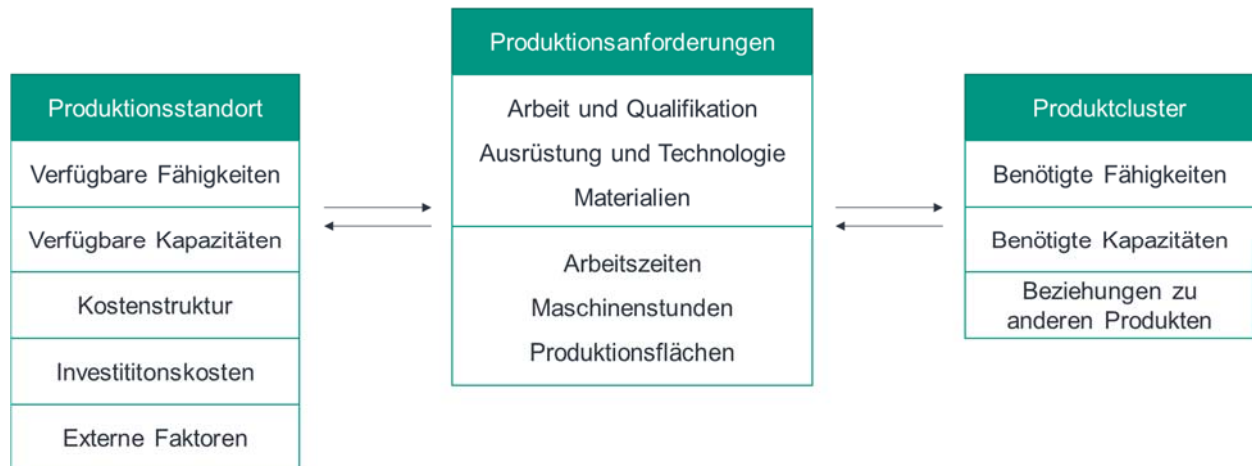 Produktionsstandort
Verfügbare Fähigkeiten
Verfügbare Kapazitäten
Kostenstruktur
Investititonskosten
Externe Faktoren
Produktionsanforderungen
Arbeit und Qualifikation
Ausrüstung und Technologie
Materialien
Arbeitszeiten
Maschinenstunden
Produktionsflächen
Produktcluster
Benötigte Fähigkeiten
Benötigte Kapazitäten
Beziehungen zu
anderen Produkten